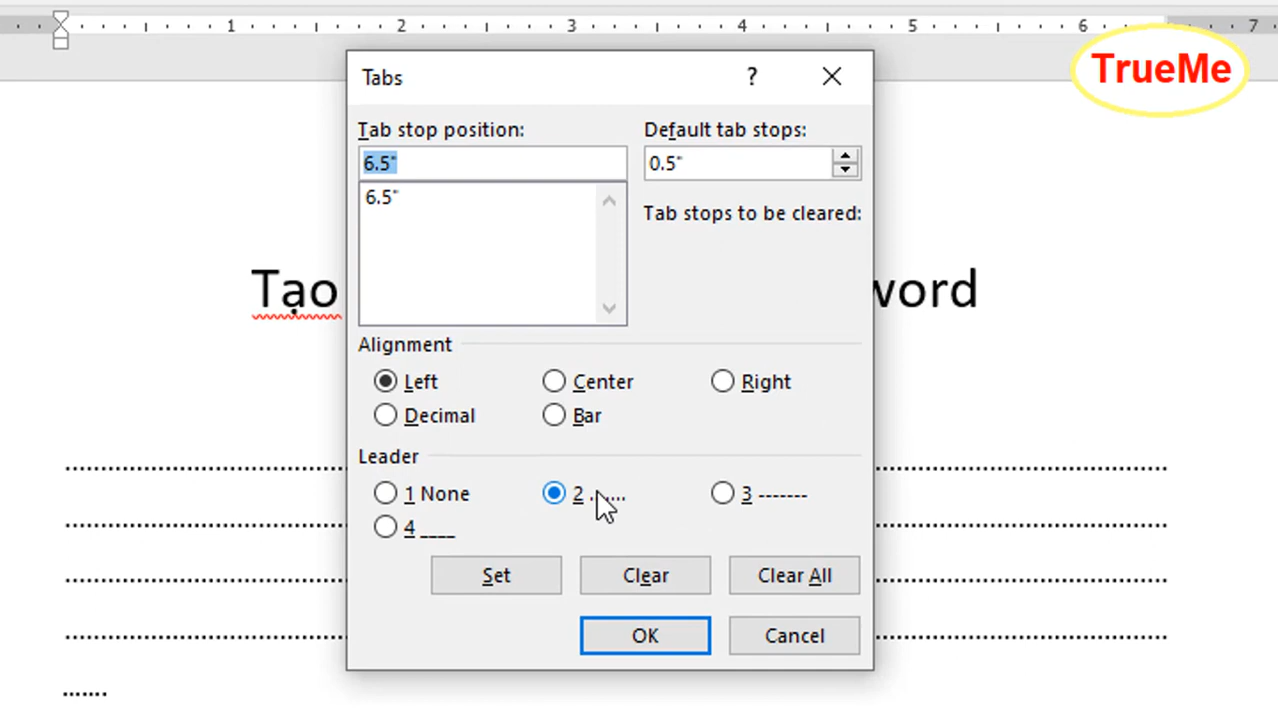 1 2 3 4 5 6 7
TrueMe
Tabs ? 
Tab stop position: Default tab stops:
6.5" 0.5"
6.5"
Tab stops to be cleared:
Tạo word
Alignment
Left Center Right
Decimal Bar
Leader
1 None 2 ...... 3 -------
4 ____
Set Clear Clear All
OK Cancel